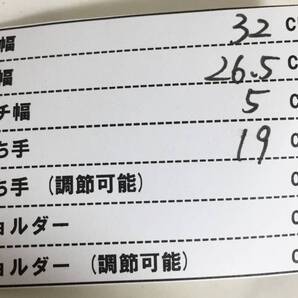 幅 32 C
幅 26.5 C
チ幅 5 C
ち手 19 C
ち手 (調節可能) C
ョルダー C
ョルダー (調節可能) C